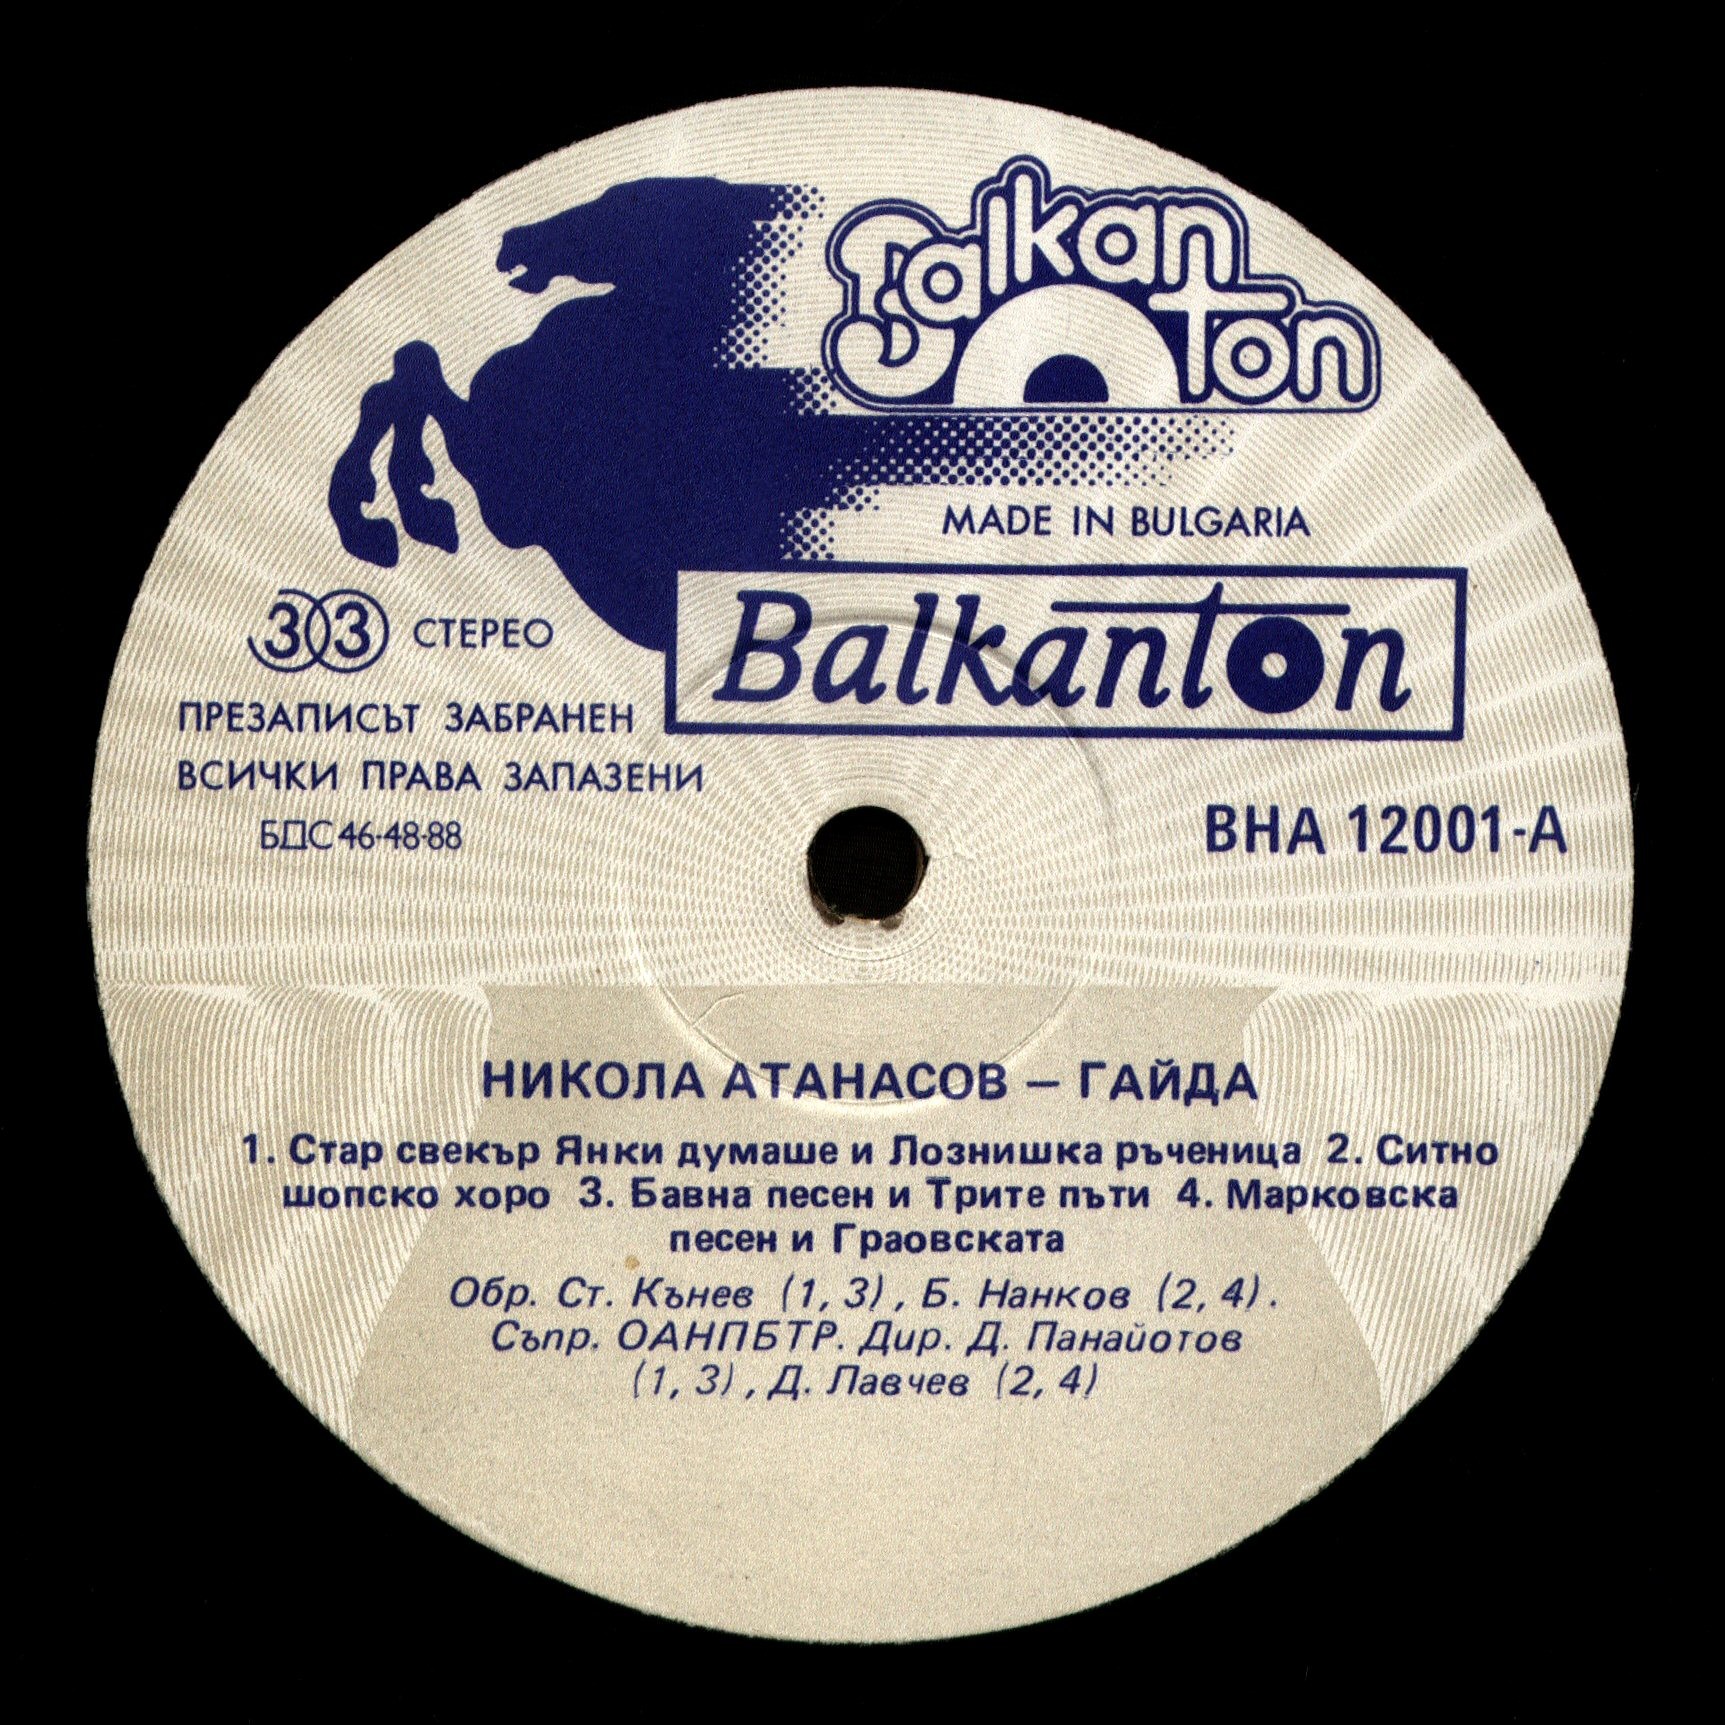 Balkanton
MADE IN BULGARIA
Balkanton
33 СТЕРЕО
ПРЕЗАПИСЪТ ЗАБРАНЕН
ВСИЧКИ ПРАВА ЗАПАЗЕНИ
БДС 46-48-88
ВНА 12001-А
НИКОЛА АТАНАСОВ – ГАЙДА
1. Стар свекър Янки думаше и Лознишка ръченица 2. Ситно
шопско хоро 3. Бавна песен и Трите пъти 4. Марковска
песен и Граовската
Обр. Ст. Кънев (1, 3), Б. Нанков (2, 4).
Съпр. ОАНПБТР. Дир. Д. Панайотов
(1, 3), Д. Лавчев (2, 4)